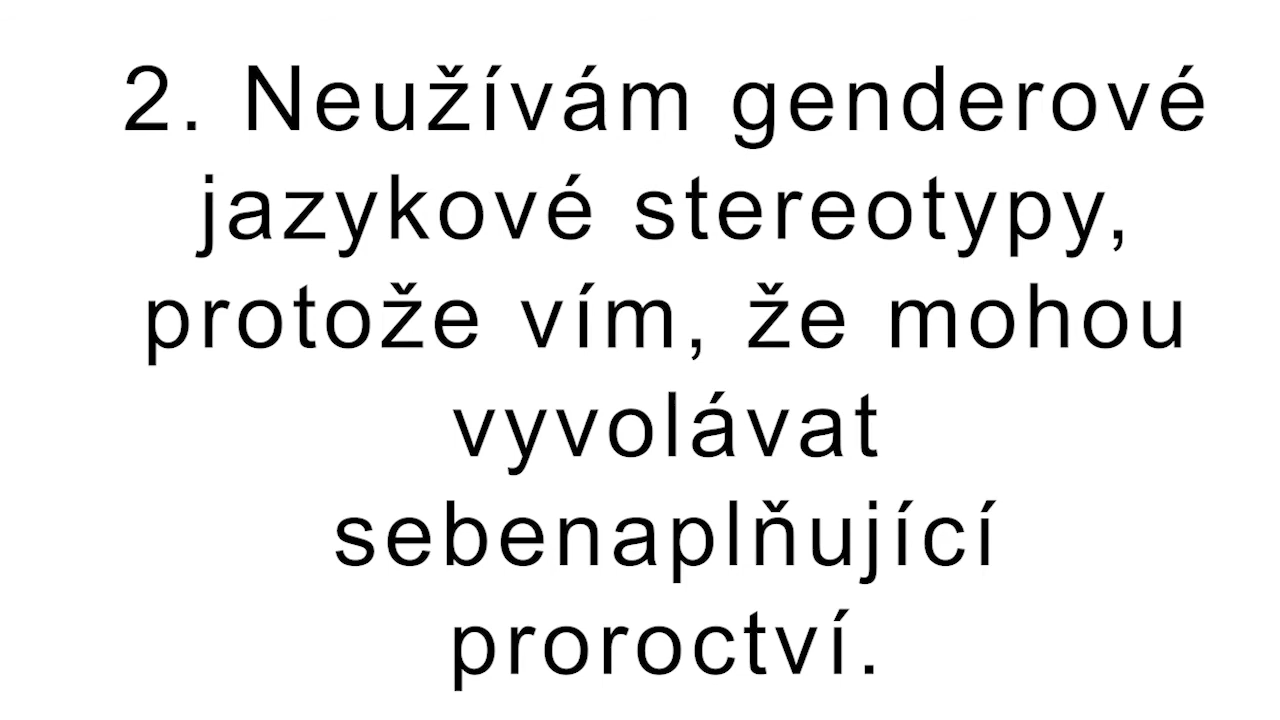 2. Neužívám genderové
jazykové stereotypy,
protože vím, že mohou
vyvolávat
sebenaplňující
proroctví.